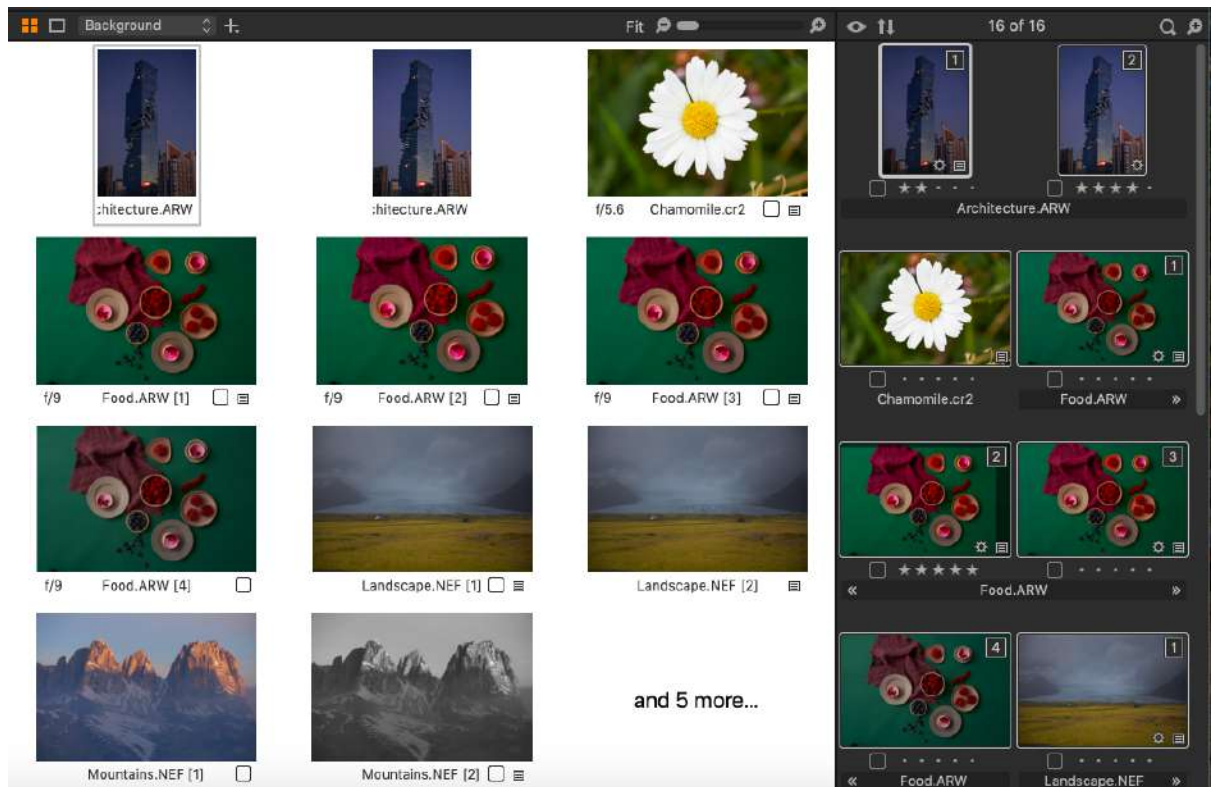 Background
Fit
16 of 16
:hitecture.ARW
:hitecture.ARW
f/5.6 Chamomile.cr2
f/9 Food.ARW [1]
f/9 Food.ARW [2]
f/9 Food.ARW [3]
f/9 Food.ARW [4]
Landscape.NEF [1]
Landscape.NEF [2]
Mountains.NEF [1]
Mountains.NEF [2]
and 5 more...
1
2
Architecture.ARW
1
Chamomile.cr2
Food.ARW »
2
3
« Food.ARW »
4
1
« Food.ARW
Landscape.NEF »